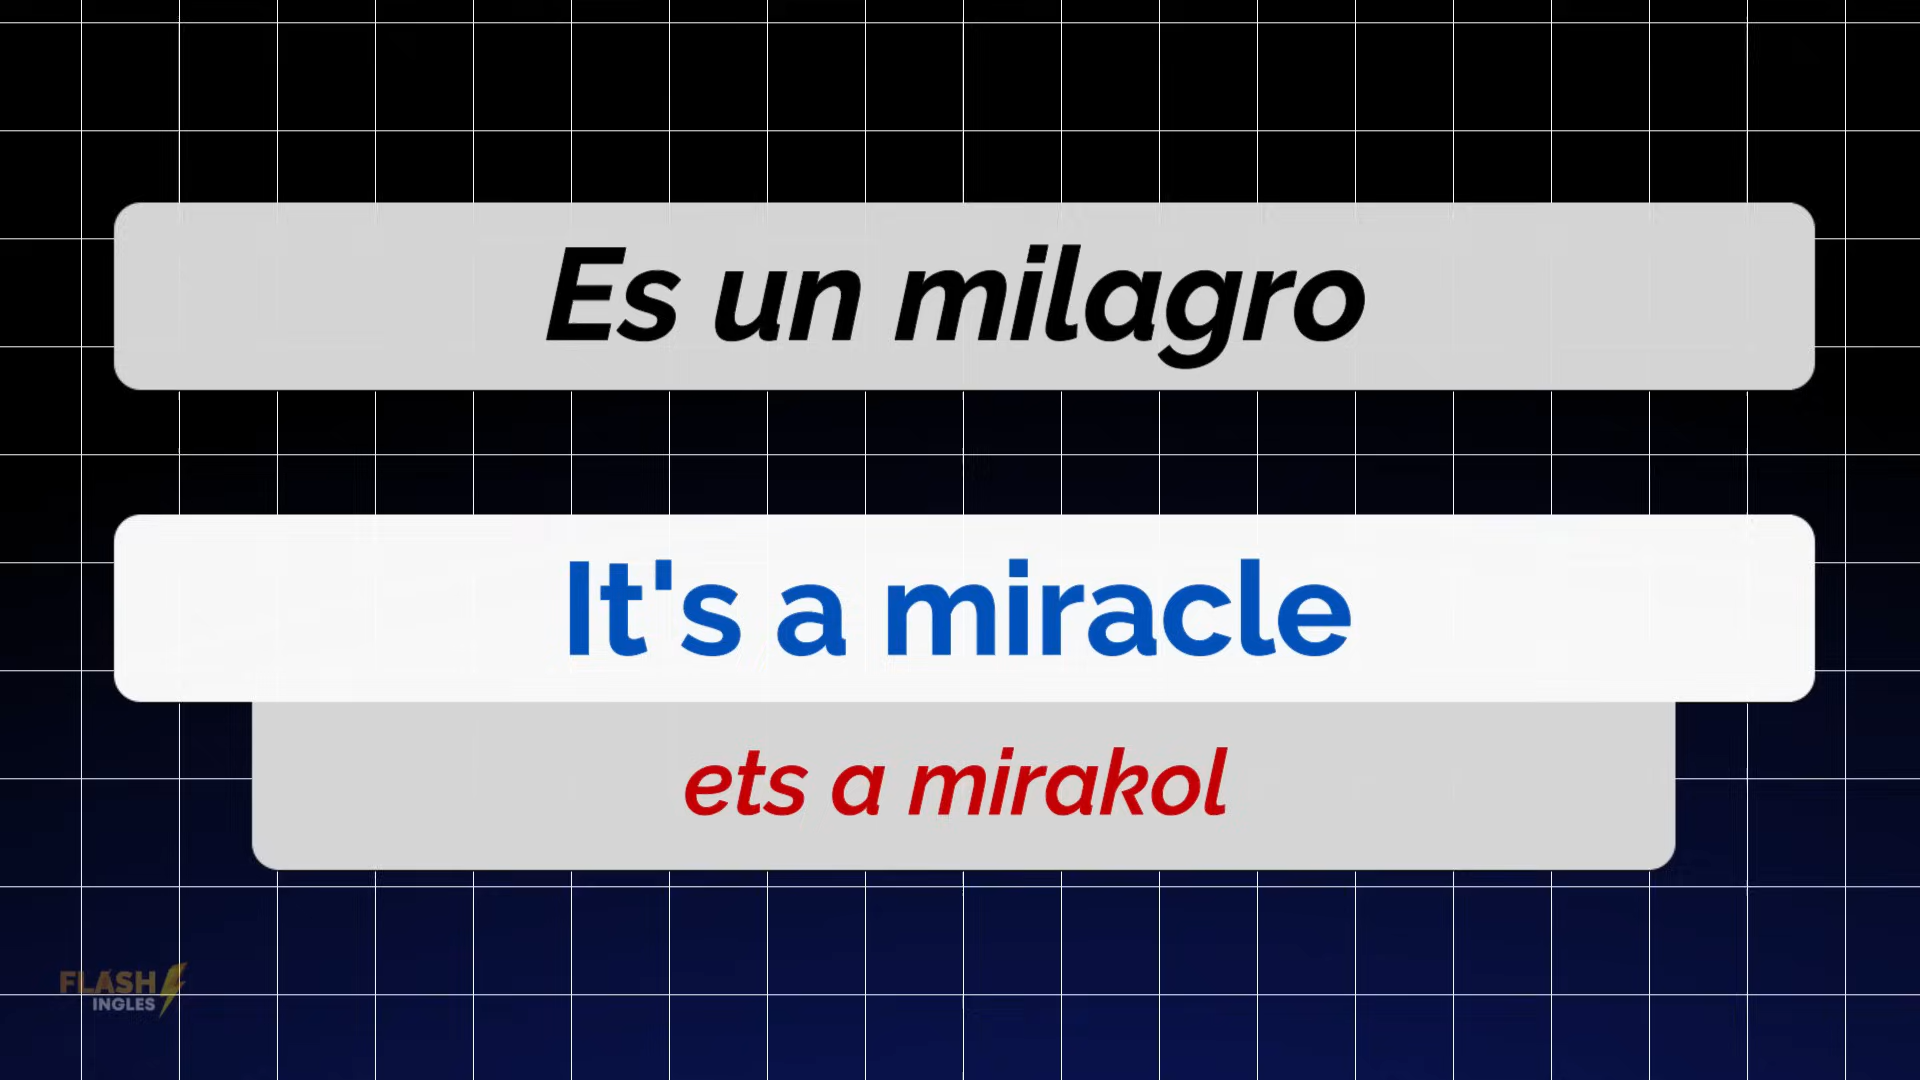 Es un milagro
It's a miracle
ets a mirakol
FLASH
INGLES